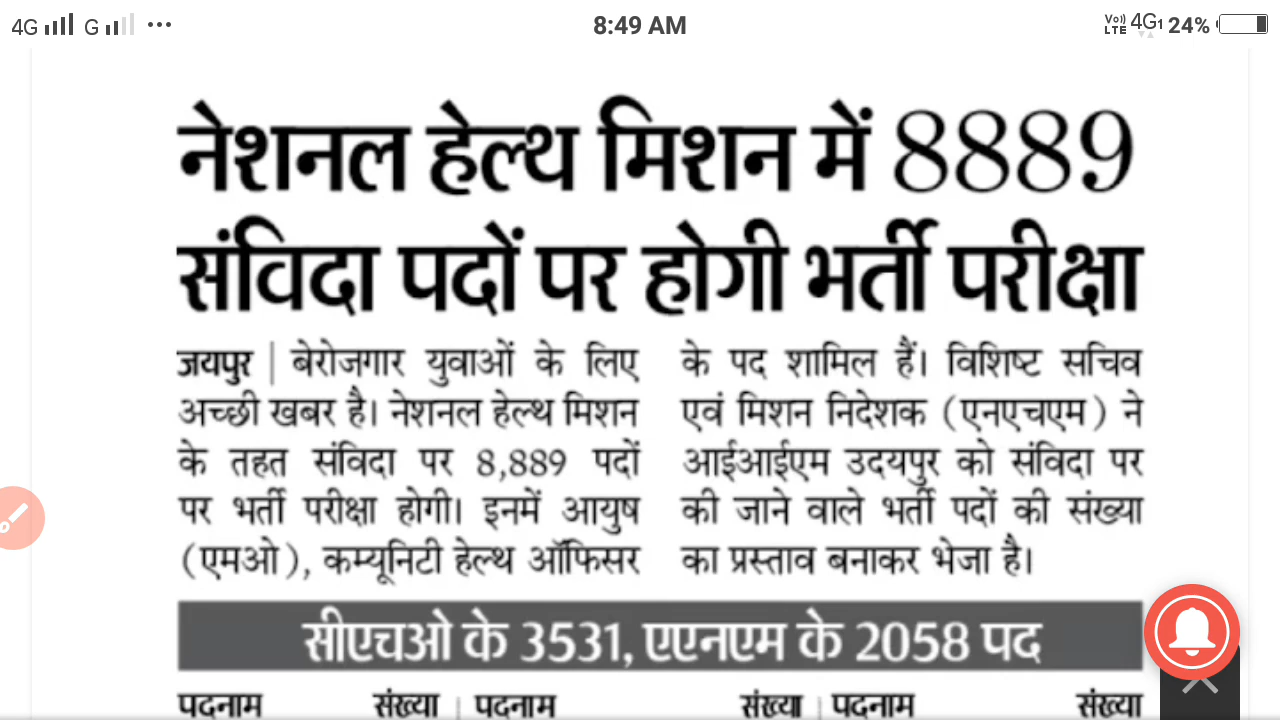 4G G ••• 8:49 AM Vo)) LTE 4G1 24%
नेशनल हेल्थ मिशन में 8889
संविदा पदों पर होगी भर्ती परीक्षा
जयपुर | बेरोजगार युवाओं के लिए
अच्छी खबर है। नेशनल हेल्थ मिशन
के तहत संविदा पर 8,889 पदों
पर भर्ती परीक्षा होगी। इनमें आयुष
(एमओ), कम्यूनिटी हेल्थ ऑफिसर
के पद शामिल हैं। विशिष्ट सचिव
एवं मिशन निदेशक (एनएचएम) ने
आईआईएम उदयपुर को संविदा पर
की जाने वाले भर्ती पदों की संख्या
का प्रस्ताव बनाकर भेजा है।
सीएचओ के 3531, एएनएम के 2058 पद
पदनाम संख्या | पदनाम संख्या | पदनाम संख्या